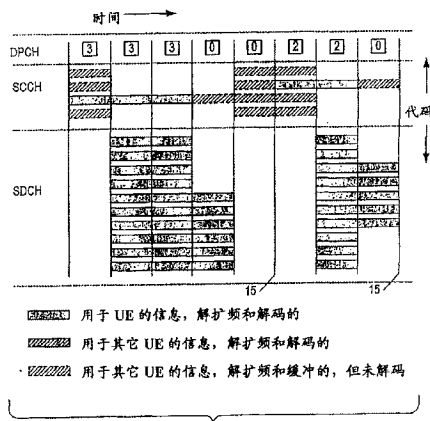 时间
DPCH 3 3 3 0 0 2 2 0
SCCH
代码
SDCH
15 15
用于 UE 的信息，解扩频和解码的
用于其它 UE 的信息，解扩频和解码的
用于其它 UE 的信息，解扩频和缓冲的，但未解码